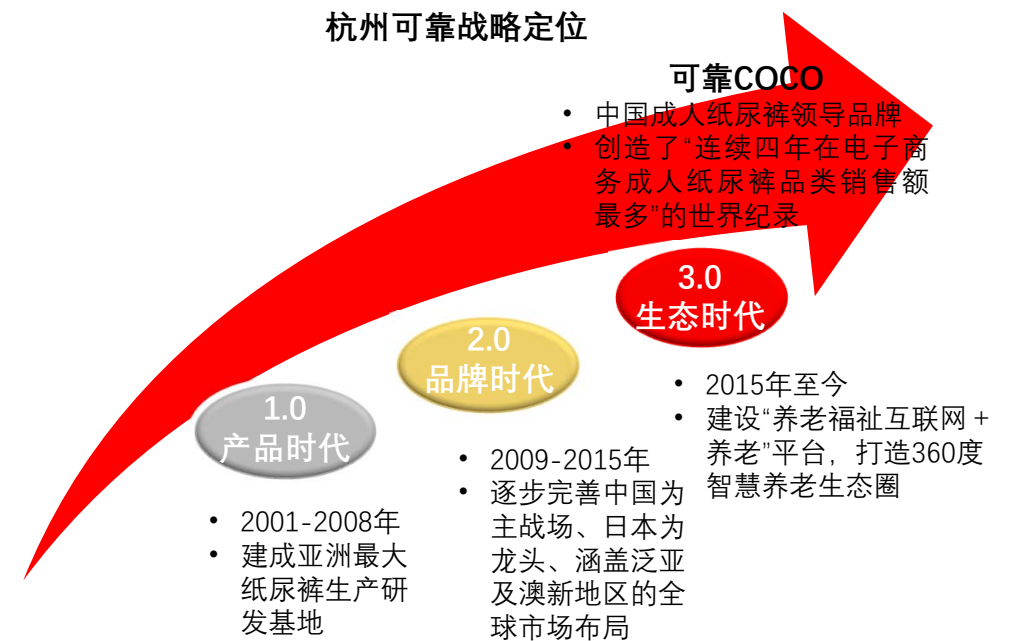 杭州可靠战略定位
可靠COCO
• 中国成人纸尿裤领导品牌
• 创造了“连续四年在电子商
务成人纸尿裤品类销售额
最多”的世界纪录
3.0
生态时代
• 2015年至今
• 建设“养老福祉互联网+
养老”平台，打造360度
智慧养老生态圈
2.0
品牌时代
• 2009-2015年
• 逐步完善中国为
主战场、日本为
龙头、涵盖泛亚
及澳新地区的全
球市场布局
1.0
产品时代
• 2001-2008年
• 建成亚洲最大
纸尿裤生产研
发基地